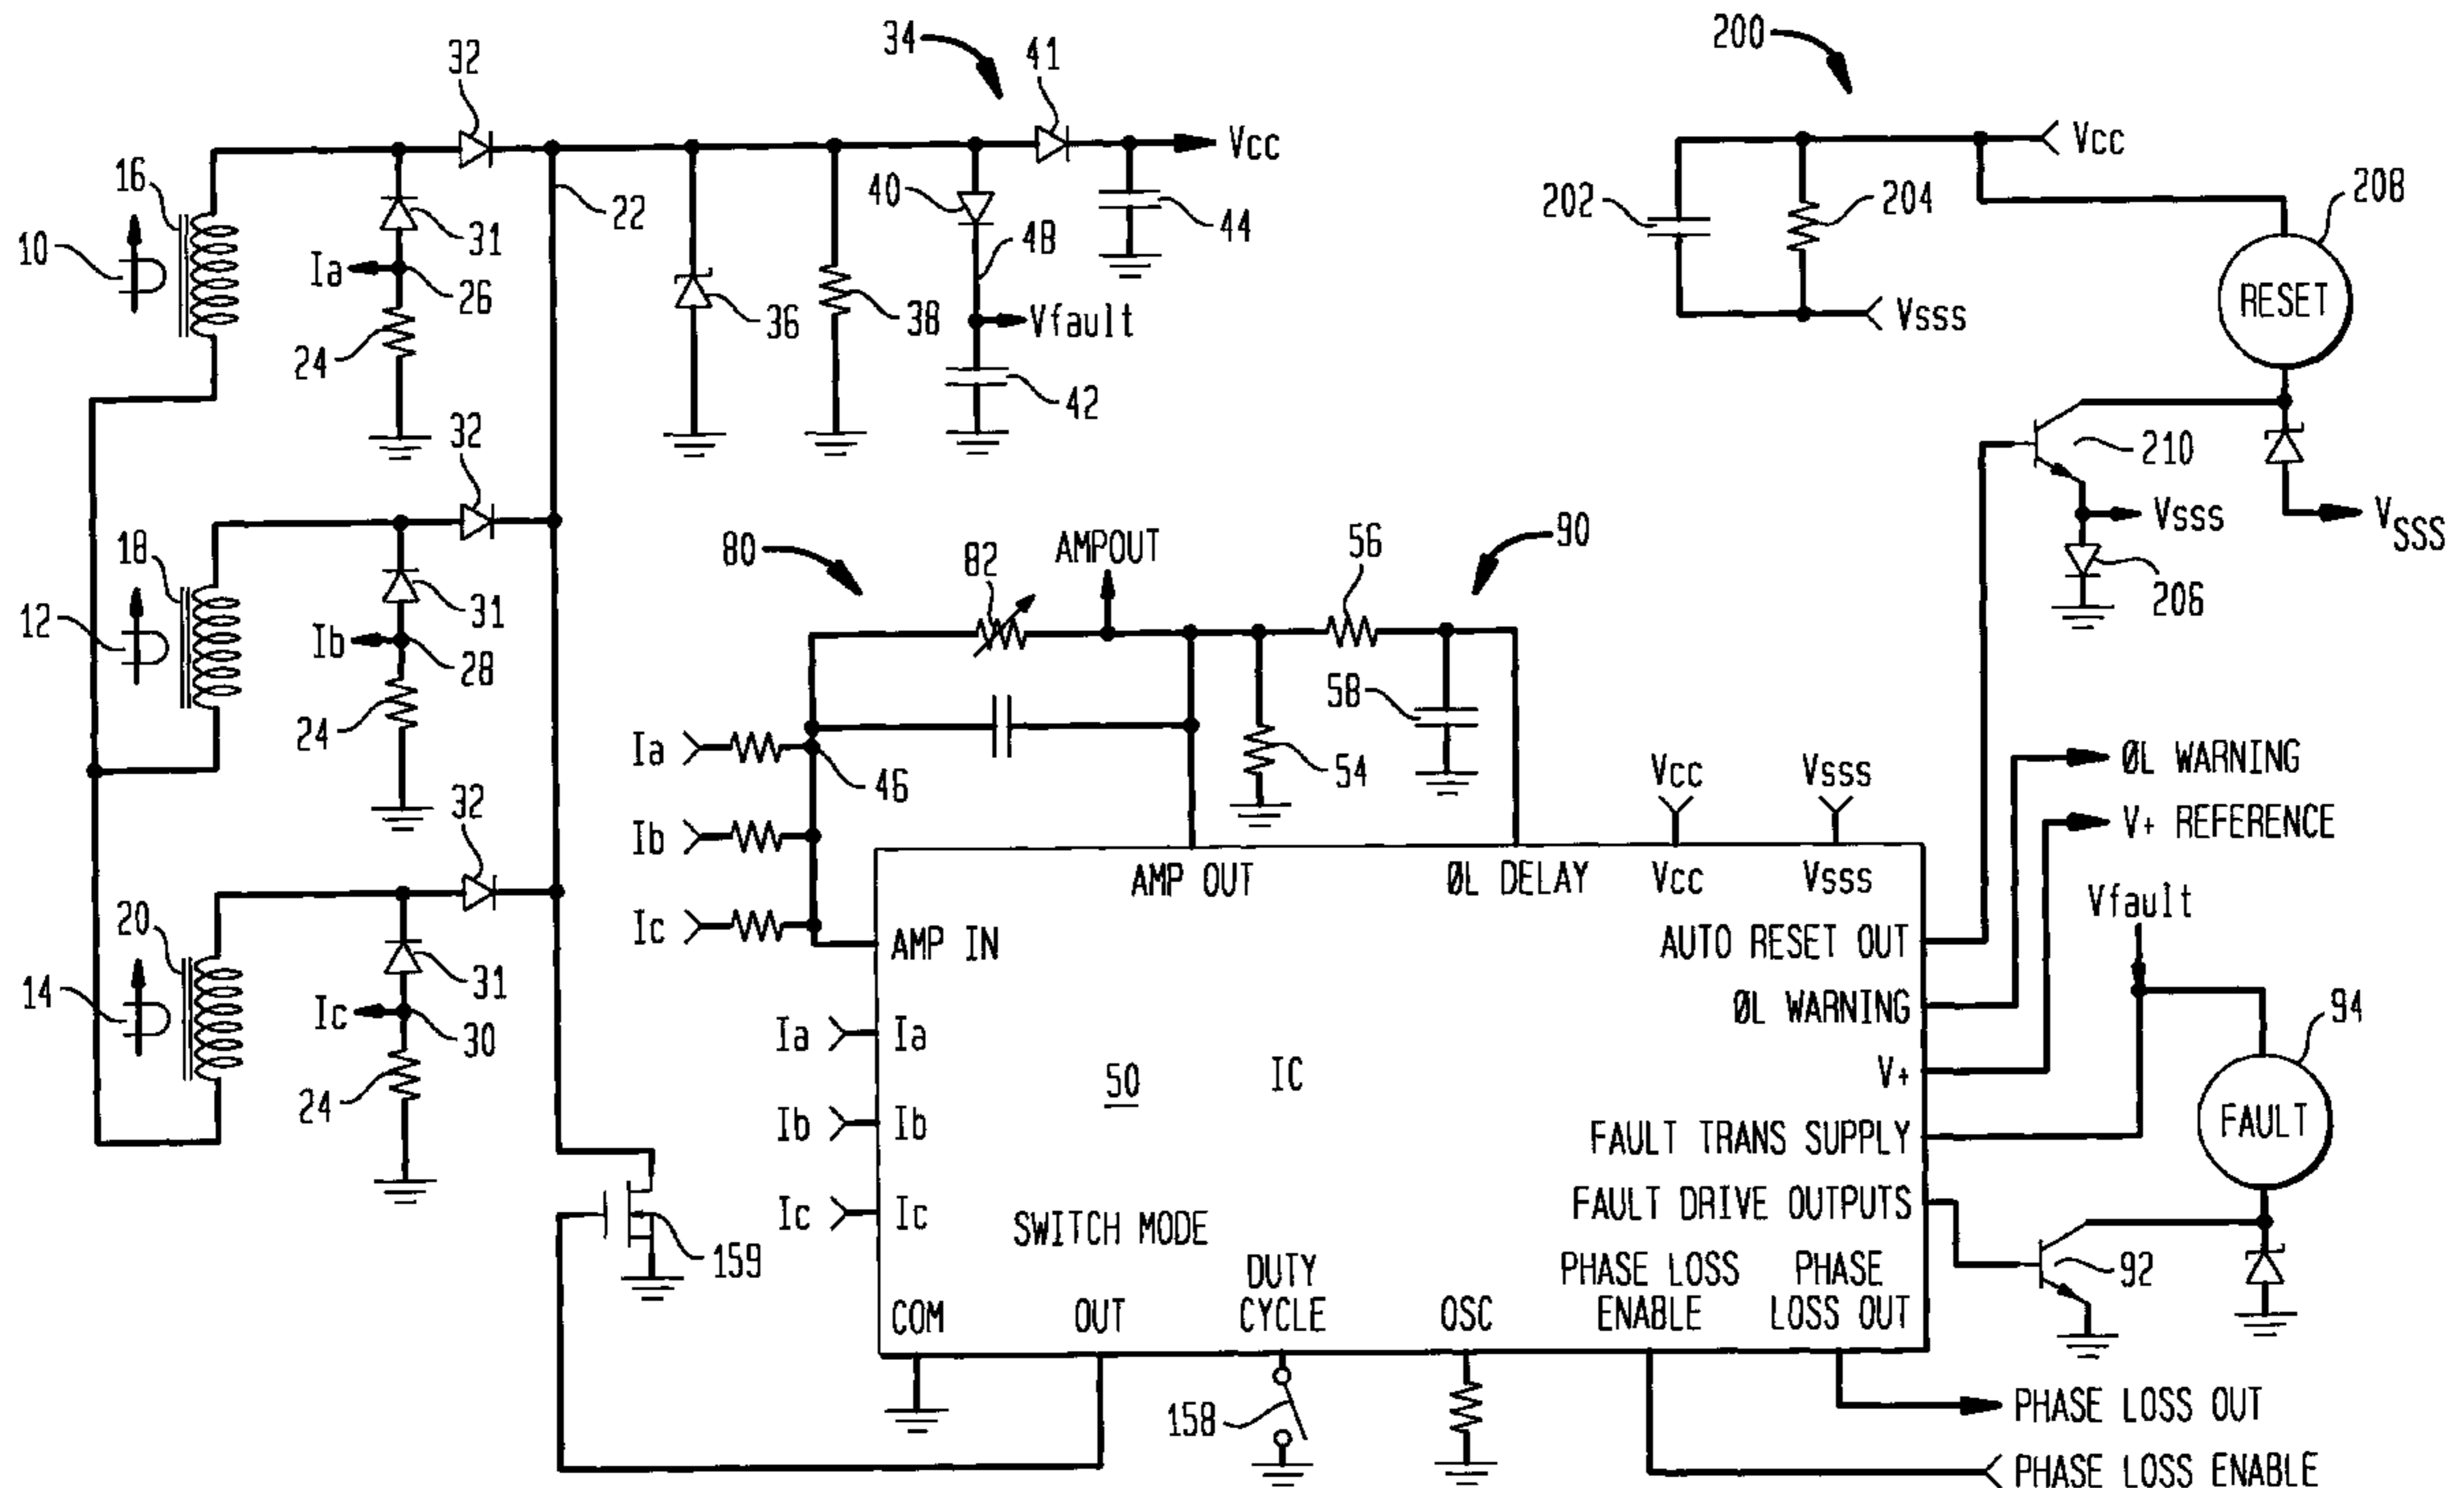 34
41
200
32
Vcc
Vcc
16
22
40
48
44
202
204
208
10
31
Ia
26
36
38
Vfault
Vsss
RESET
24
42
32
210
Vsss
VSSS
206
18
80
82
AMPOUT
56
90
12
31
Ib
28
58
24
Ia
46
54
Vcc
Vsss
ØL WARNING
V+ REFERENCE
32
Ib
AMP OUT
ØL DELAY
Vcc
Vsss
Vfault
20
Ic
AMP IN
AUTO RESET OUT
14
31
Ic
30
ØL WARNING
94
24
Ia
Ia
50
IC
V+
FAULT
Ib
Ib
FAULT TRANS SUPPLY
Ic
Ic
FAULT DRIVE OUTPUTS
159
SWITCH MODE
92
COM
OUT
DUTY
CYCLE
OSC
PHASE LOSS
ENABLE
PHASE
LOSS OUT
158
PHASE LOSS OUT
PHASE LOSS ENABLE